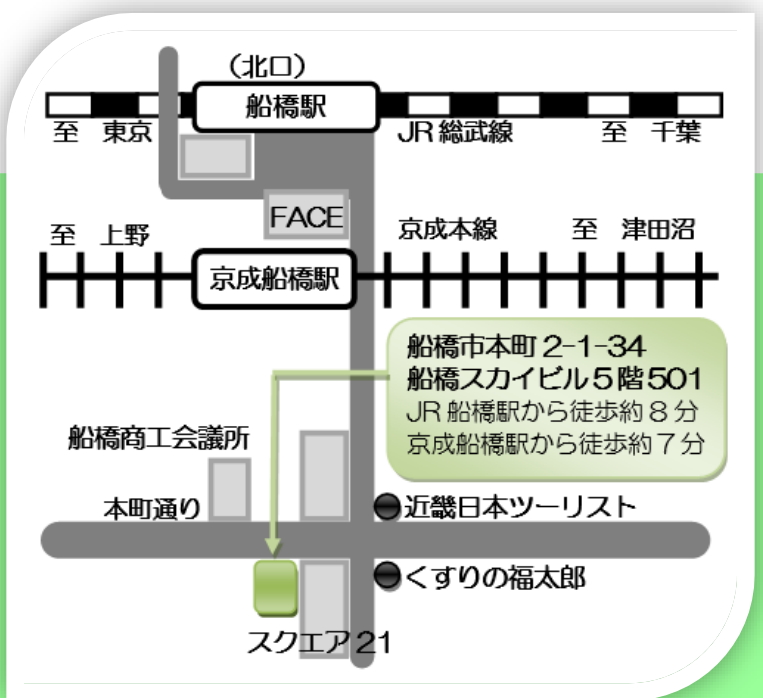 （北口）
船橋駅
至 東京
JR 総武線
至 千葉
FACE
至 上野
京成本線
至 津田沼
京成船橋駅
船橋市本町 2-1-34
船橋スカイビル５階501
JR 船橋駅から徒歩約８分
京成船橋駅から徒歩約７分
船橋商工会議所
本町通り
近畿日本ツーリスト
くすりの福太郎
スクエア 21